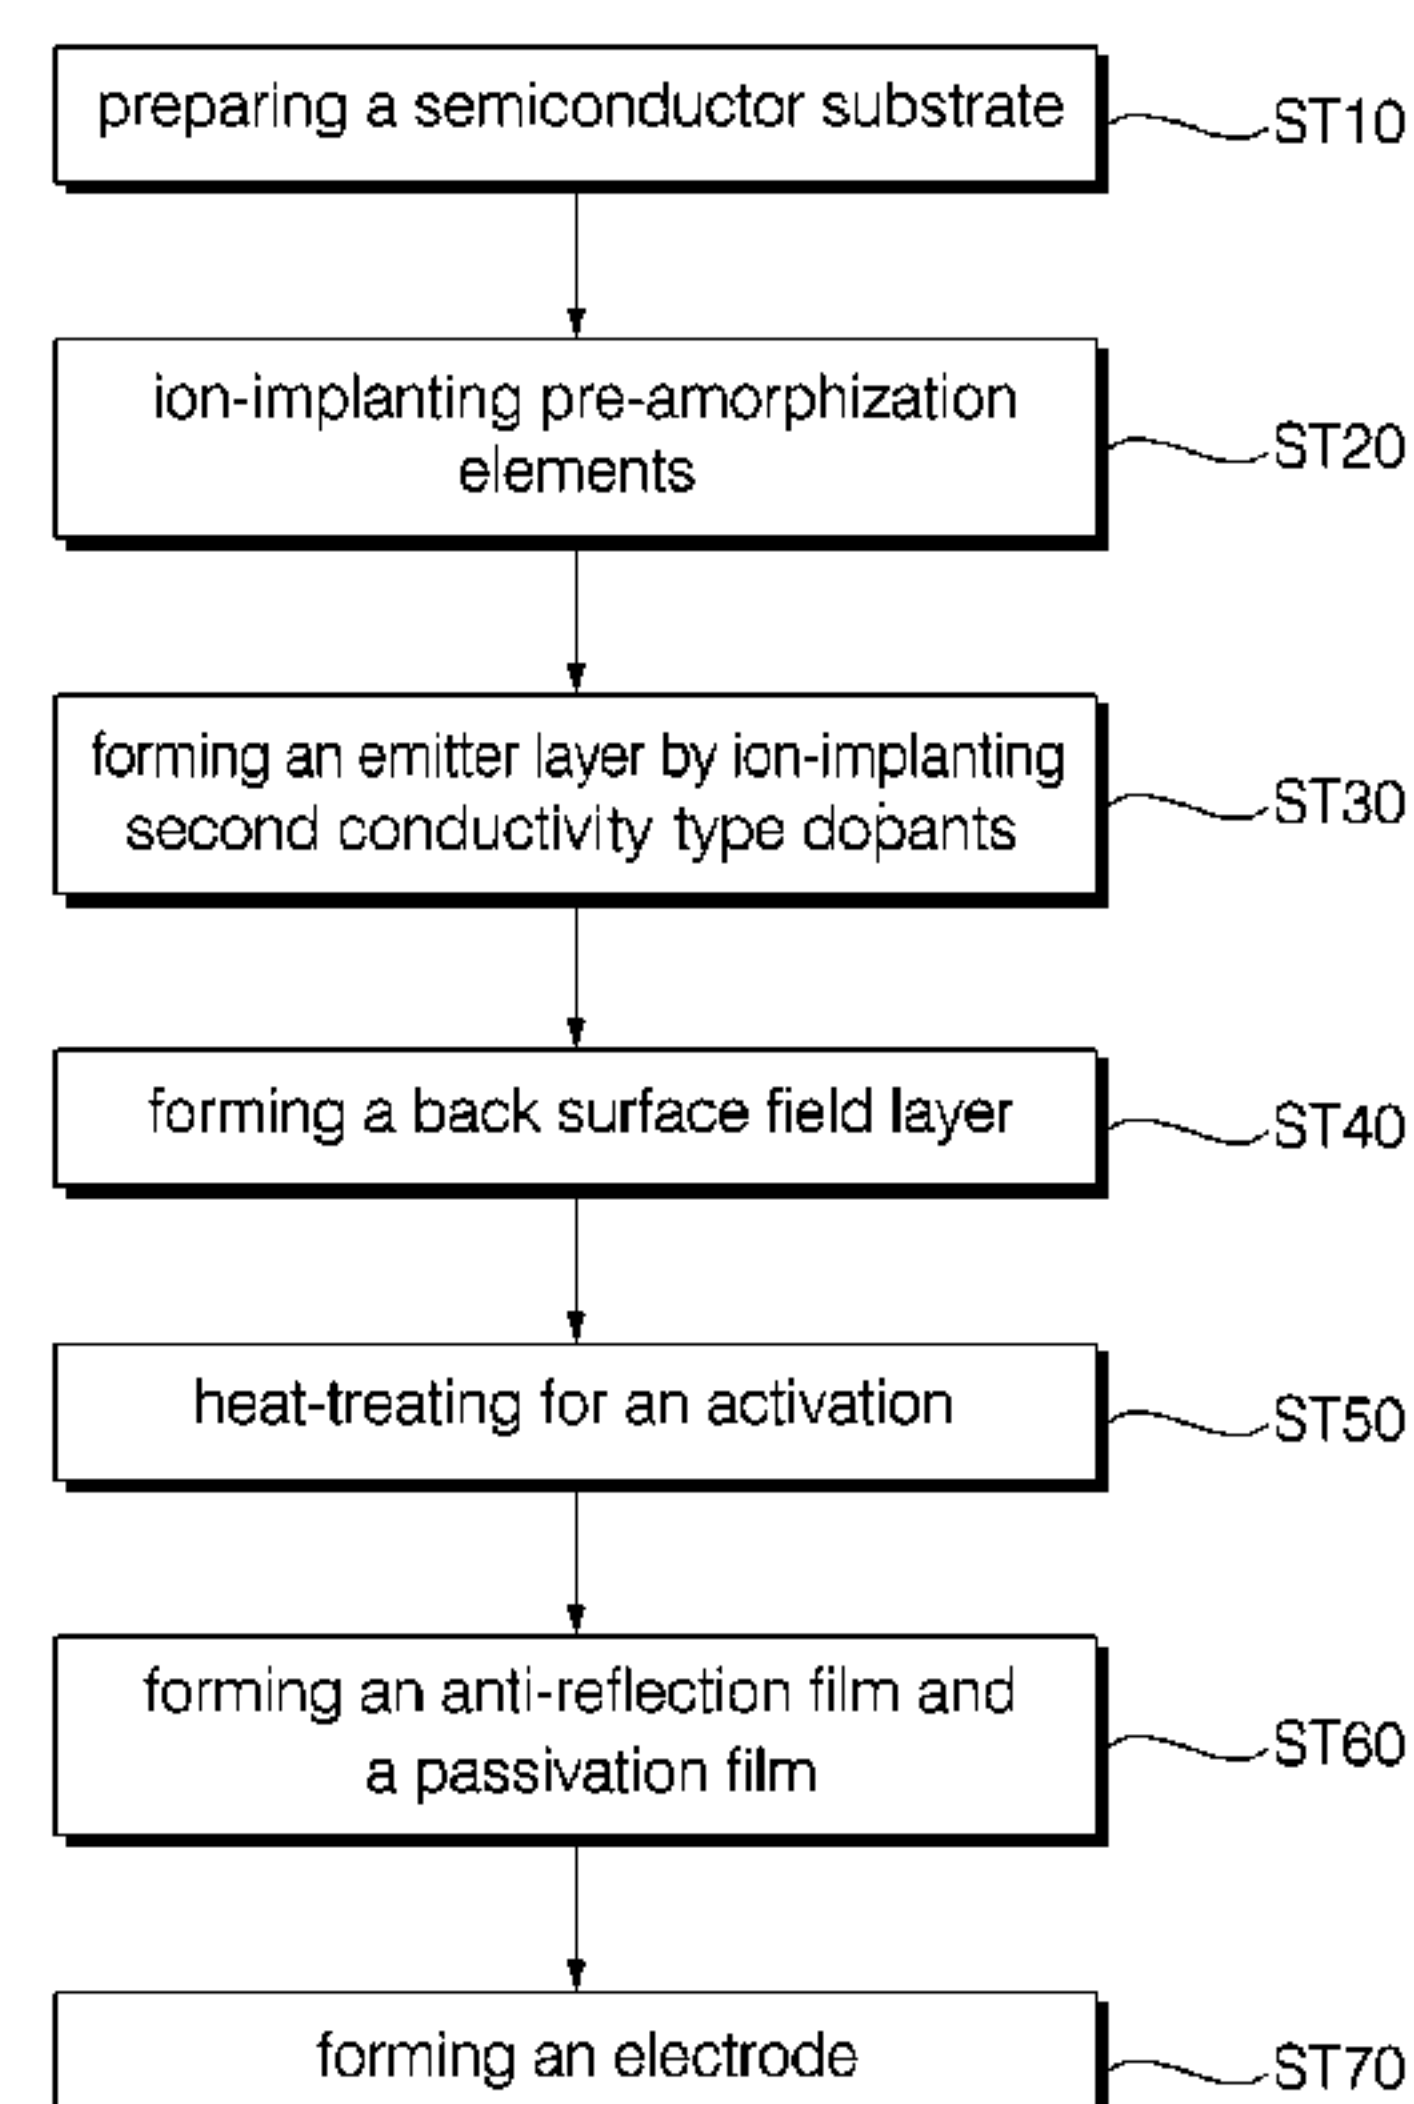 preparing a semiconductor substrate
ST10
ion-implanting pre-amorphization
elements
ST20
forming an emitter layer by ion-implanting
second conductivity type dopants
ST30
forming a back surface field layer
ST40
heat-treating for an activation
ST50
forming an anti-reflection film and
a passivation film
ST60
forming an electrode
ST70